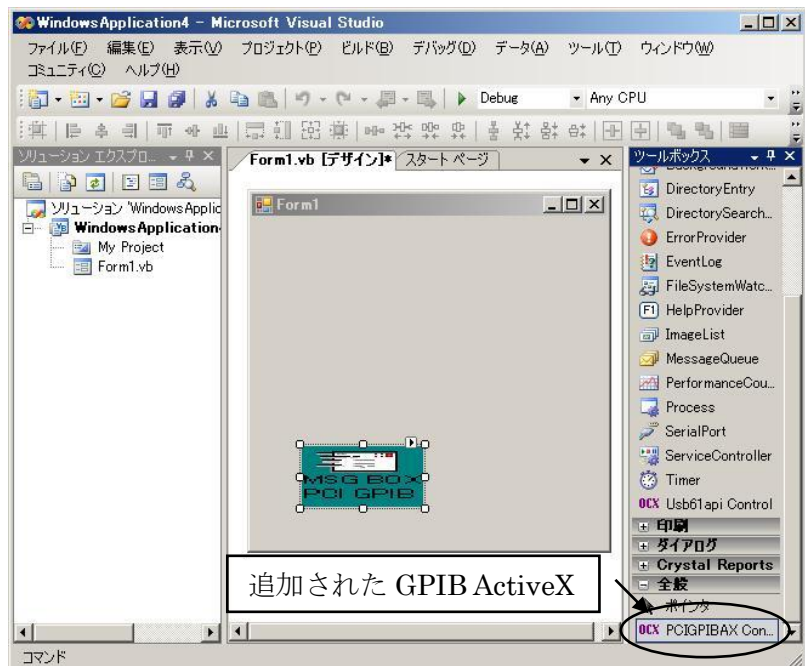 WindowsApplication4 - Microsoft Visual Studio
ファイル(F) 編集(E) 表示(V) プロジェクト(P) ビルド(B) デバッグ(D) データ(A) ツール(T) ウィンドウ(W)
コミュニティ(C) ヘルプ(H)
Debug Any CPU
ソリューション エクスプロ...
ソリューション 'WindowsApplic
WindowsApplication
My Project
Form1.vb
Form1.vb [デザイン]* スタート ページ
Form1
MSG BOX
PCI GPIB
追加された GPIB ActiveX
ツールボックス
DirectoryEntry
DirectorySearch...
ErrorProvider
EventLog
FileSystemWatc...
HelpProvider
ImageList
MessageQueue
PerformanceCou...
Process
SerialPort
ServiceController
Timer
OCX Usb61api Control
印刷
ダイアログ
Crystal Reports
全般
ポインタ
OCX PCIGPIBAX Con...
コマンド